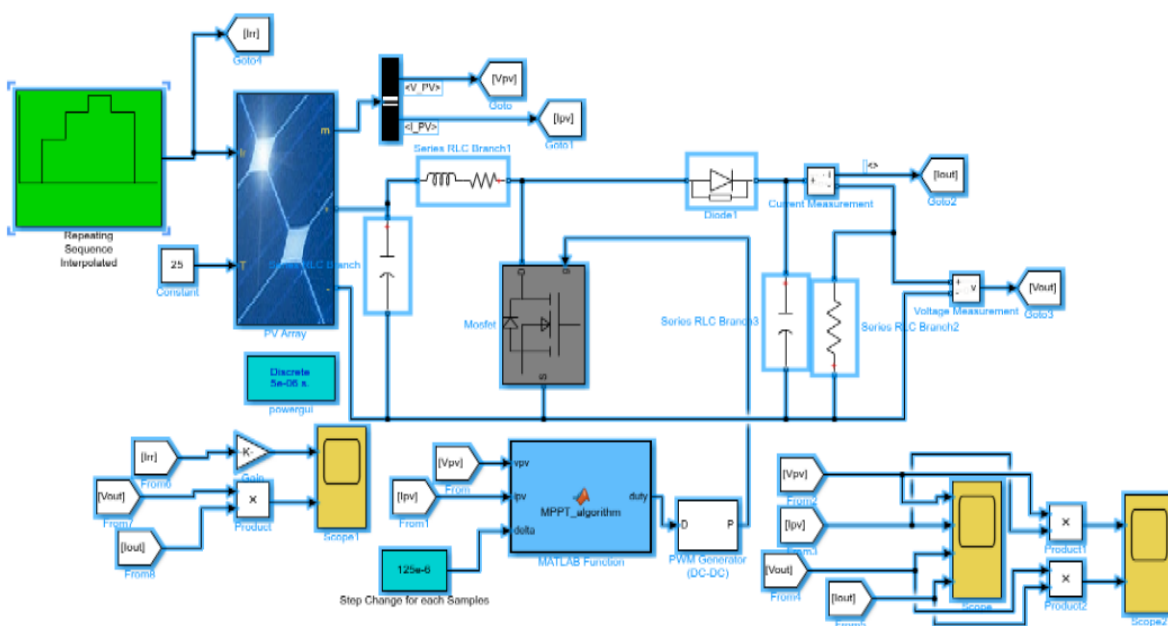 [Irr]
Goto4
<V_PV>
[Vpv]
Goto
<I_PV>
[Ipv]
Goto1
Ir
m
+
-
T
PV Array
Repeating
Sequence
Interpolated
25
Constant
Series RLC Branch1
Series RLC Branch
Diode1
+
i
-
Current Measurement
<>
[Iout]
Goto2
D
g
S
Mosfet
Series RLC Branch3
Series RLC Branch2
+
-
v
Voltage Measurement
[Vout]
Goto3
Discrete
5e-06 s.
powergui
[Irr]
From6
K-
Gain
[Vout]
From7
×
Product
[Iout]
From8
Scope1
[Vpv]
From
[Ipv]
From1
vpv
ipv
delta
duty
MPPT_algorithm
MATLAB Function
125e-6
Step Change for each Samples
D
P
PWM Generator
(DC-DC)
[Vpv]
From2
[Ipv]
From3
[Vout]
From4
[Iout]
Scope
×
Product1
×
Product2
Scope2